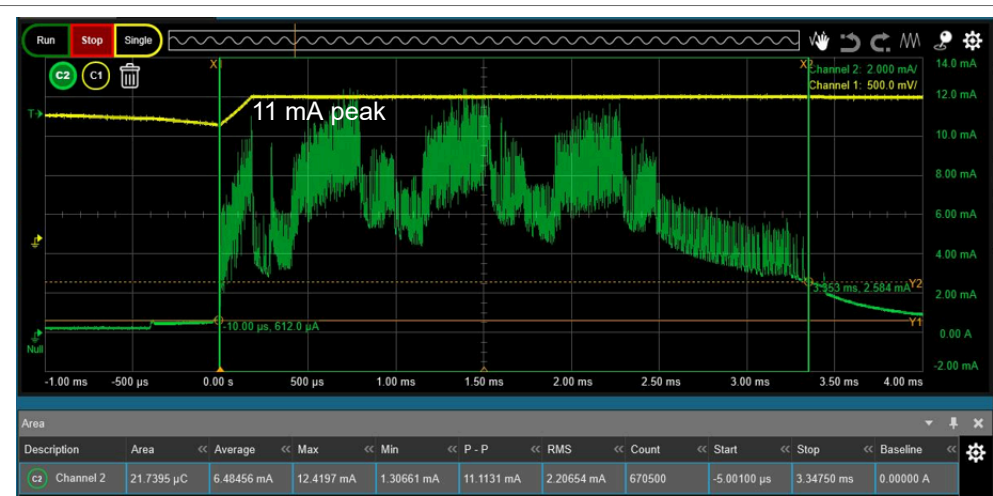 Run Stop Single
C2 C1
X
X2
Channel 2: 2.000 mA/
Channel 1: 500.0 mV/
14.0 mA
T
11 mA peak
12.0 mA
10.0 mA
8.00 mA
6.00 mA
4.00 mA
3.353 ms, 2.584 mA
Y2
2.00 mA
-10.00 µs, 612.0 µA
Y1
0.00 A
Null
-2.00 mA
-1.00 ms -500 µs 0.00 s 500 µs 1.00 ms 1.50 ms 2.00 ms 2.50 ms 3.00 ms 3.50 ms 4.00 ms
Area
Description Area Average Max Min P - P RMS Count Start Stop Baseline
C2 Channel 2 21.7395 µC 6.48456 mA 12.4197 mA 1.30661 mA 11.1131 mA 2.20654 mA 670500 -5.00100 µs 3.34750 ms 0.00000 A